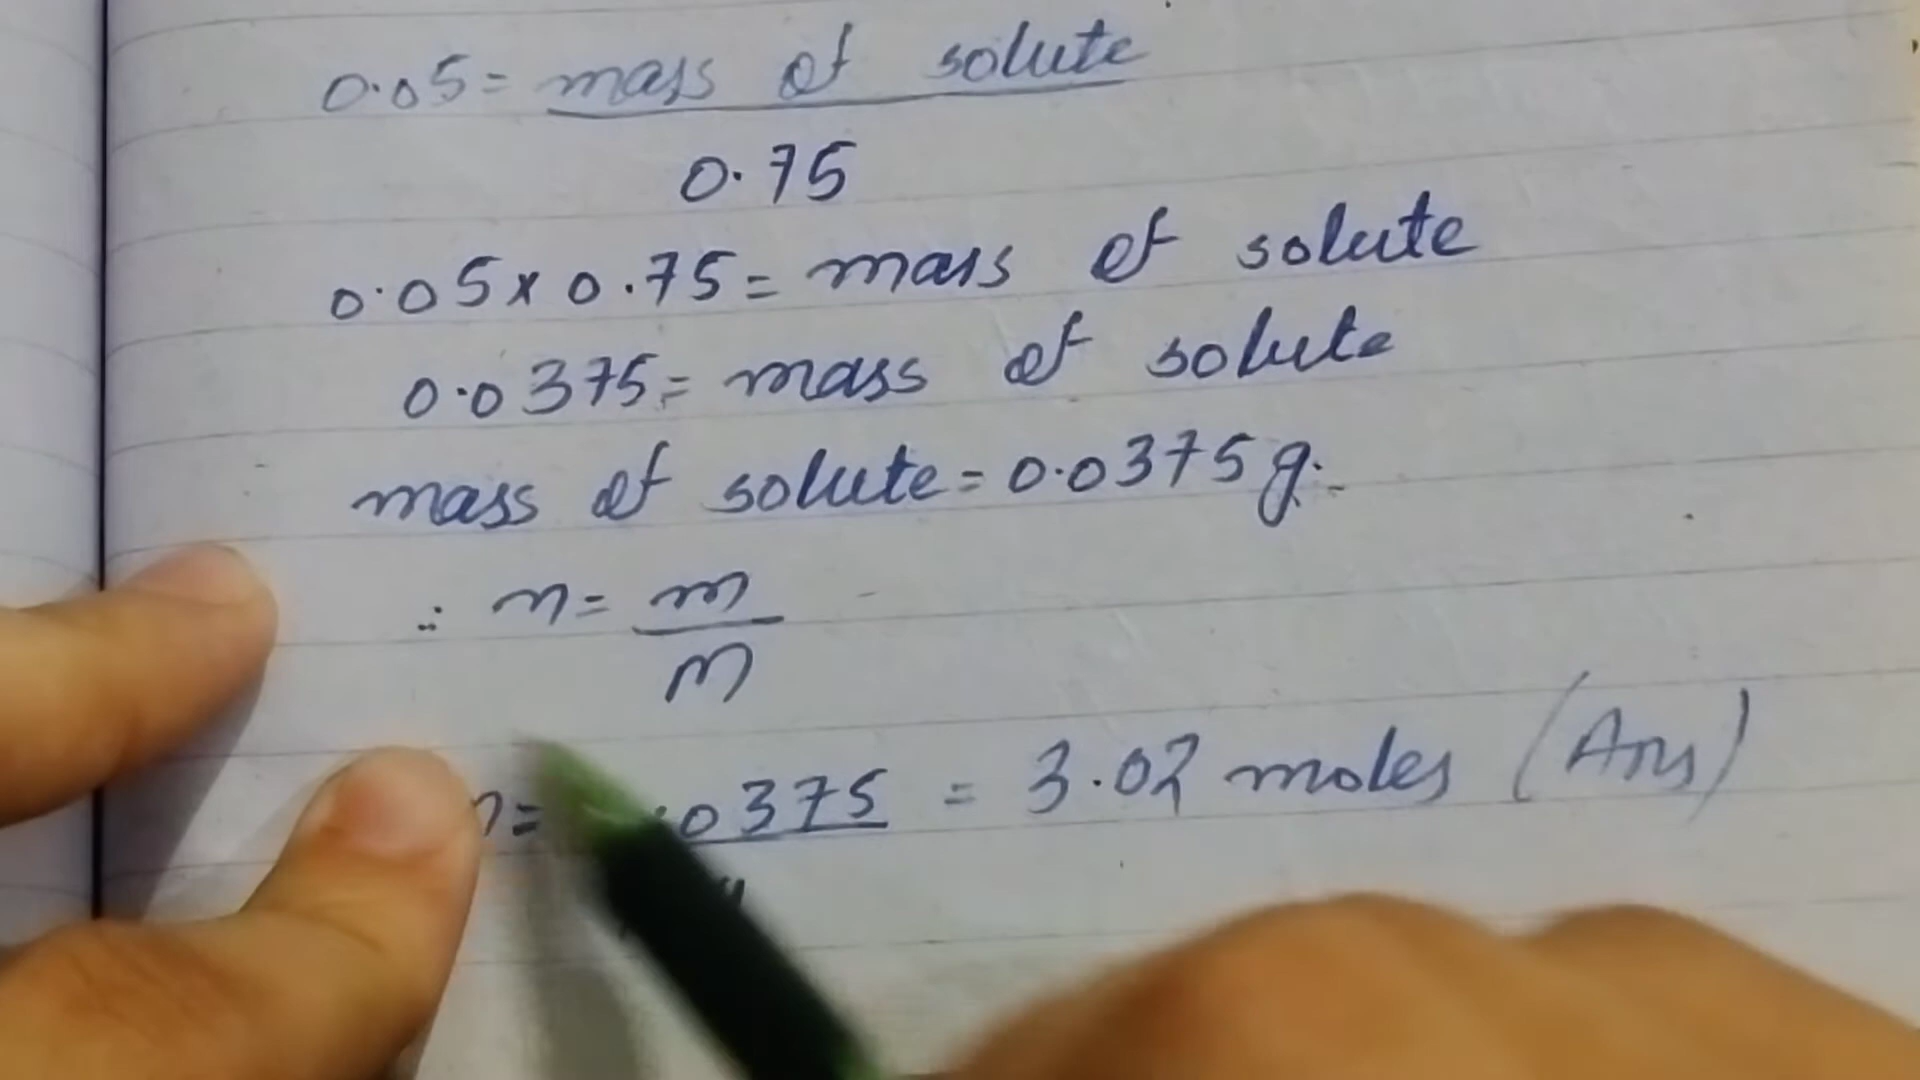 0.05 = mass of solute
0.75
0.05 x 0.75 = mass of solute
0.0375 = mass of solute
mass of solute = 0.0375 g.
∴ n = m
M
n = .0375 = 3.02 moles (Ans)